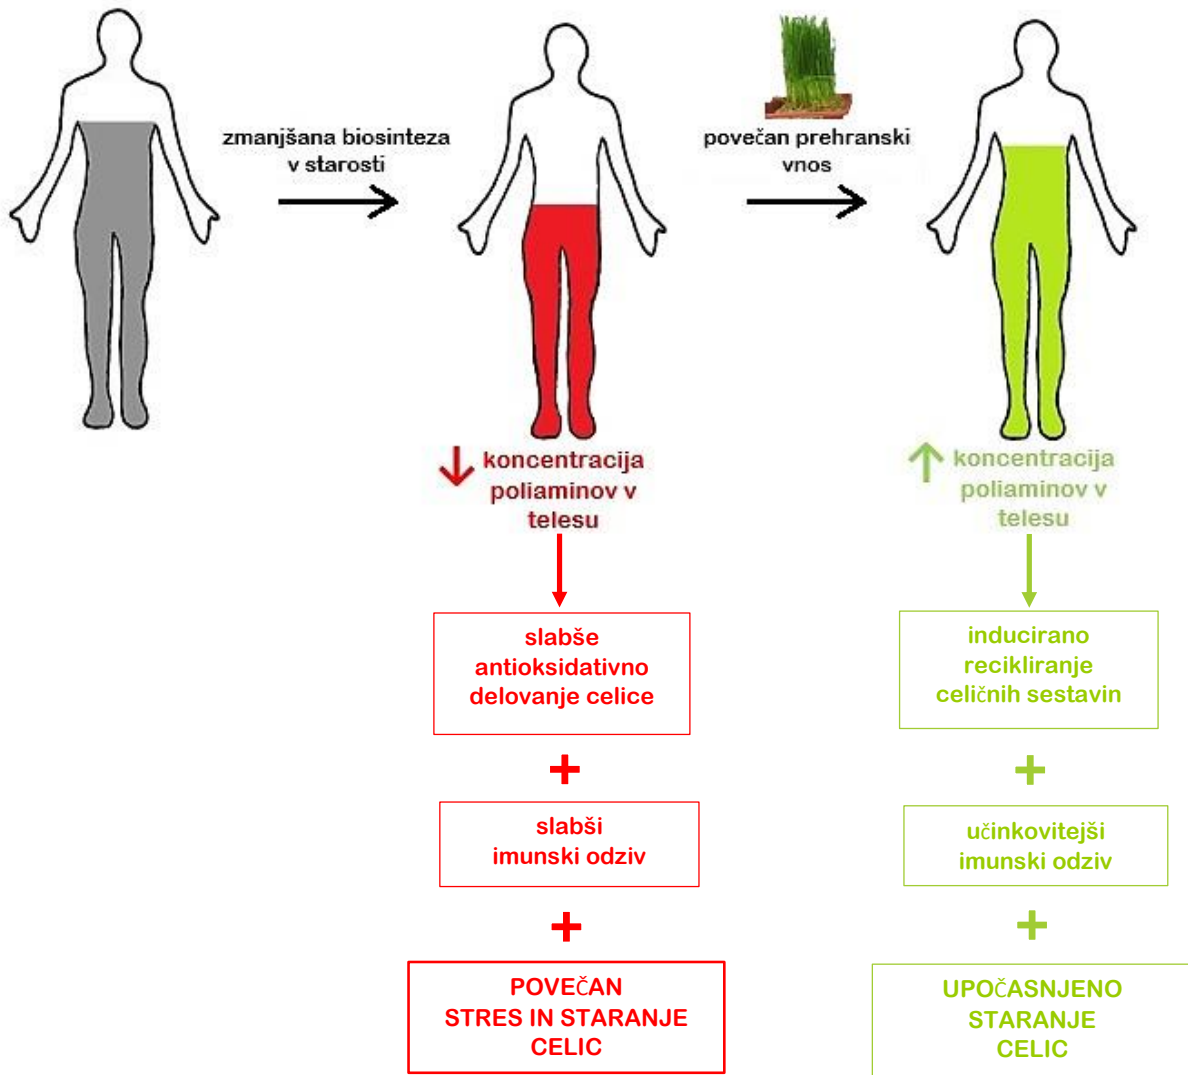 zmanjšana biosinteza
v starosti
povečan prehranski
vnos
koncentracija
poliaminov v
telesu
slabše
antioksidativno
delovanje celice
+
slabši
imunski odziv
+
POVEČAN
STRES IN STARANJE
CELIC
koncentracija
poliaminov v
telesu
inducirano
recikliranje
celičnih sestavin
+
učinkovitejši
imunski odziv
+
UPOČASNJENO
STARANJE
CELIC